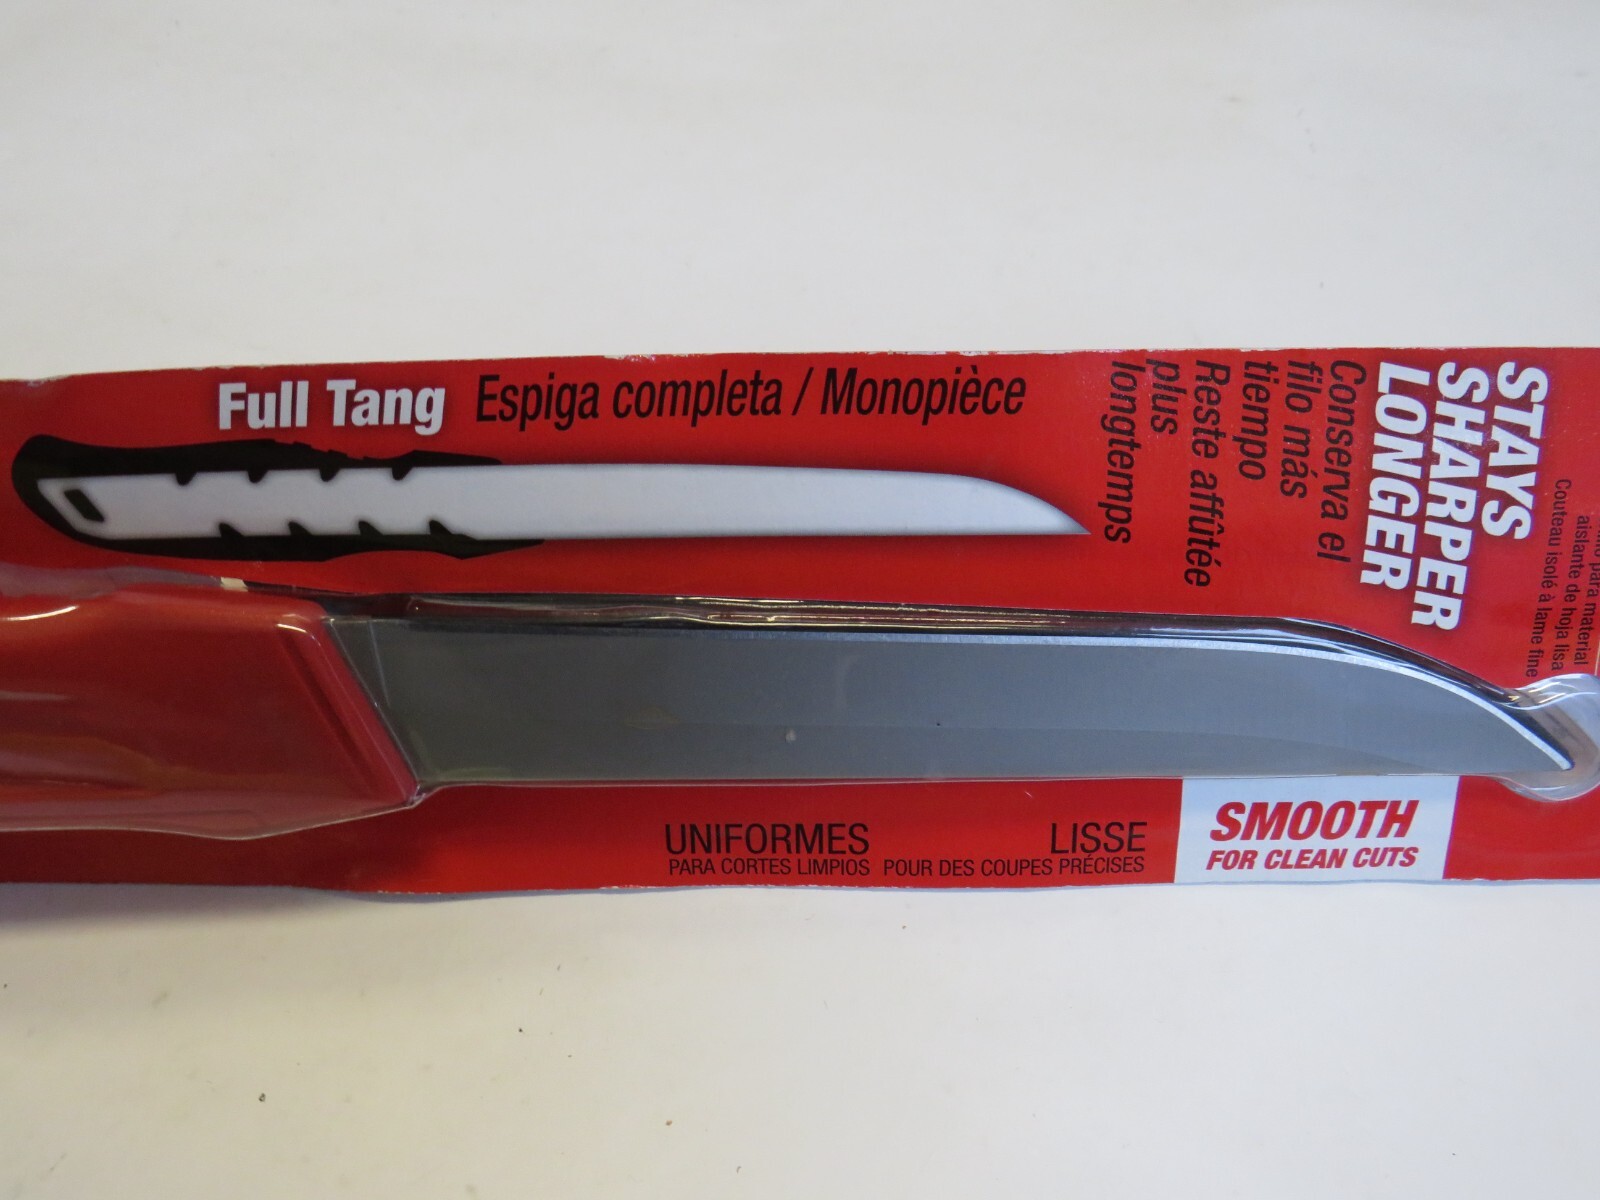 Full Tang Espiga completa / Monopièce
STAYS
SHARPER
LONGER
Conserva el
filo más
tiempo
Reste affûtée
plus
longtemps
para material
aislante de hoja lisa
Couteau isolé à lame fine
UNIFORMES
PARA CORTES LIMPIOS
LISSE
POUR DES COUPES PRÉCISES
SMOOTH
FOR CLEAN CUTS